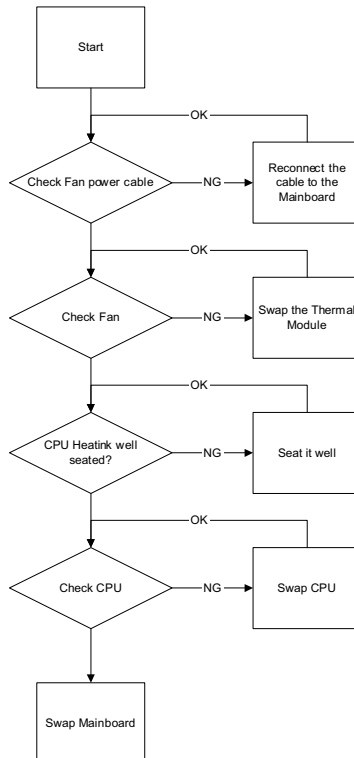 Start
OK
Check Fan power cable
NG
Reconnect the
cable to the
Mainboard
OK
Check Fan
NG
Swap the Thermal
Module
OK
CPU Heatink well
seated?
NG
Seat it well
OK
Check CPU
NG
Swap CPU
Swap Mainboard